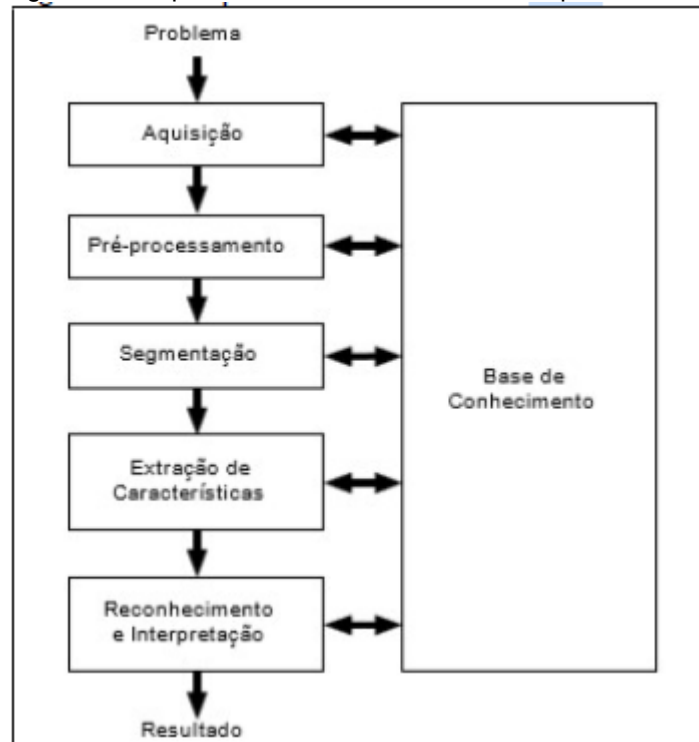 Problema
Aquisição
Pré-processamento
Segmentação
Extração de
Características
Reconhecimento
e Interpretação
Resultado
Base de
Conhecimento